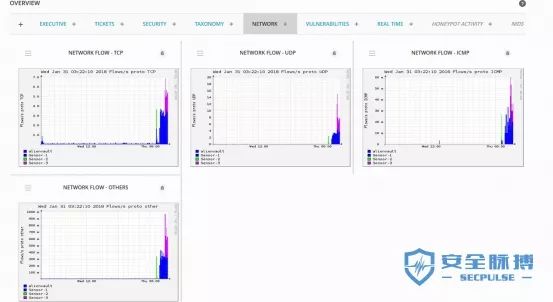 OVERVIEW
EXECUTIVE
TICKETS
SECURITY
TAXONOMY
NETWORK
VULNERABILITIES
REAL TIME
HONEYPOT ACTIVITY
NIDS
NETWORK FLOW - TCP
NETWORK FLOW - UDP
NETWORK FLOW - ICMP
Wed Jan 31 03:22:10 2018 Flows/s proto TCP
Wed Jan 31 03:22:10 2018 Flows/s proto UDP
Wed Jan 31 03:22:10 2018 Flows/s proto ICMP
Flows/s proto TCP
Flows/s proto UDP
Flows/s proto ICMP
Wed 12:00
Thu 00:00
Wed 12:00
Thu 00:00
Wed 12:00
Thu 00:00
alienvault
Sensor-1
Sensor-2
Sensor-3
alienvault
Sensor-1
Sensor-2
Sensor-3
alienvault
Sensor-1
Sensor-2
Sensor-3
NETWORK FLOW - OTHERS
Wed Jan 31 03:22:10 2018 Flows/s proto other
Flows/s proto other
Wed 12:00
Thu 00:00
alienvault
Sensor-1
Sensor-2
Sensor-3
安全脉搏
SECPULSE